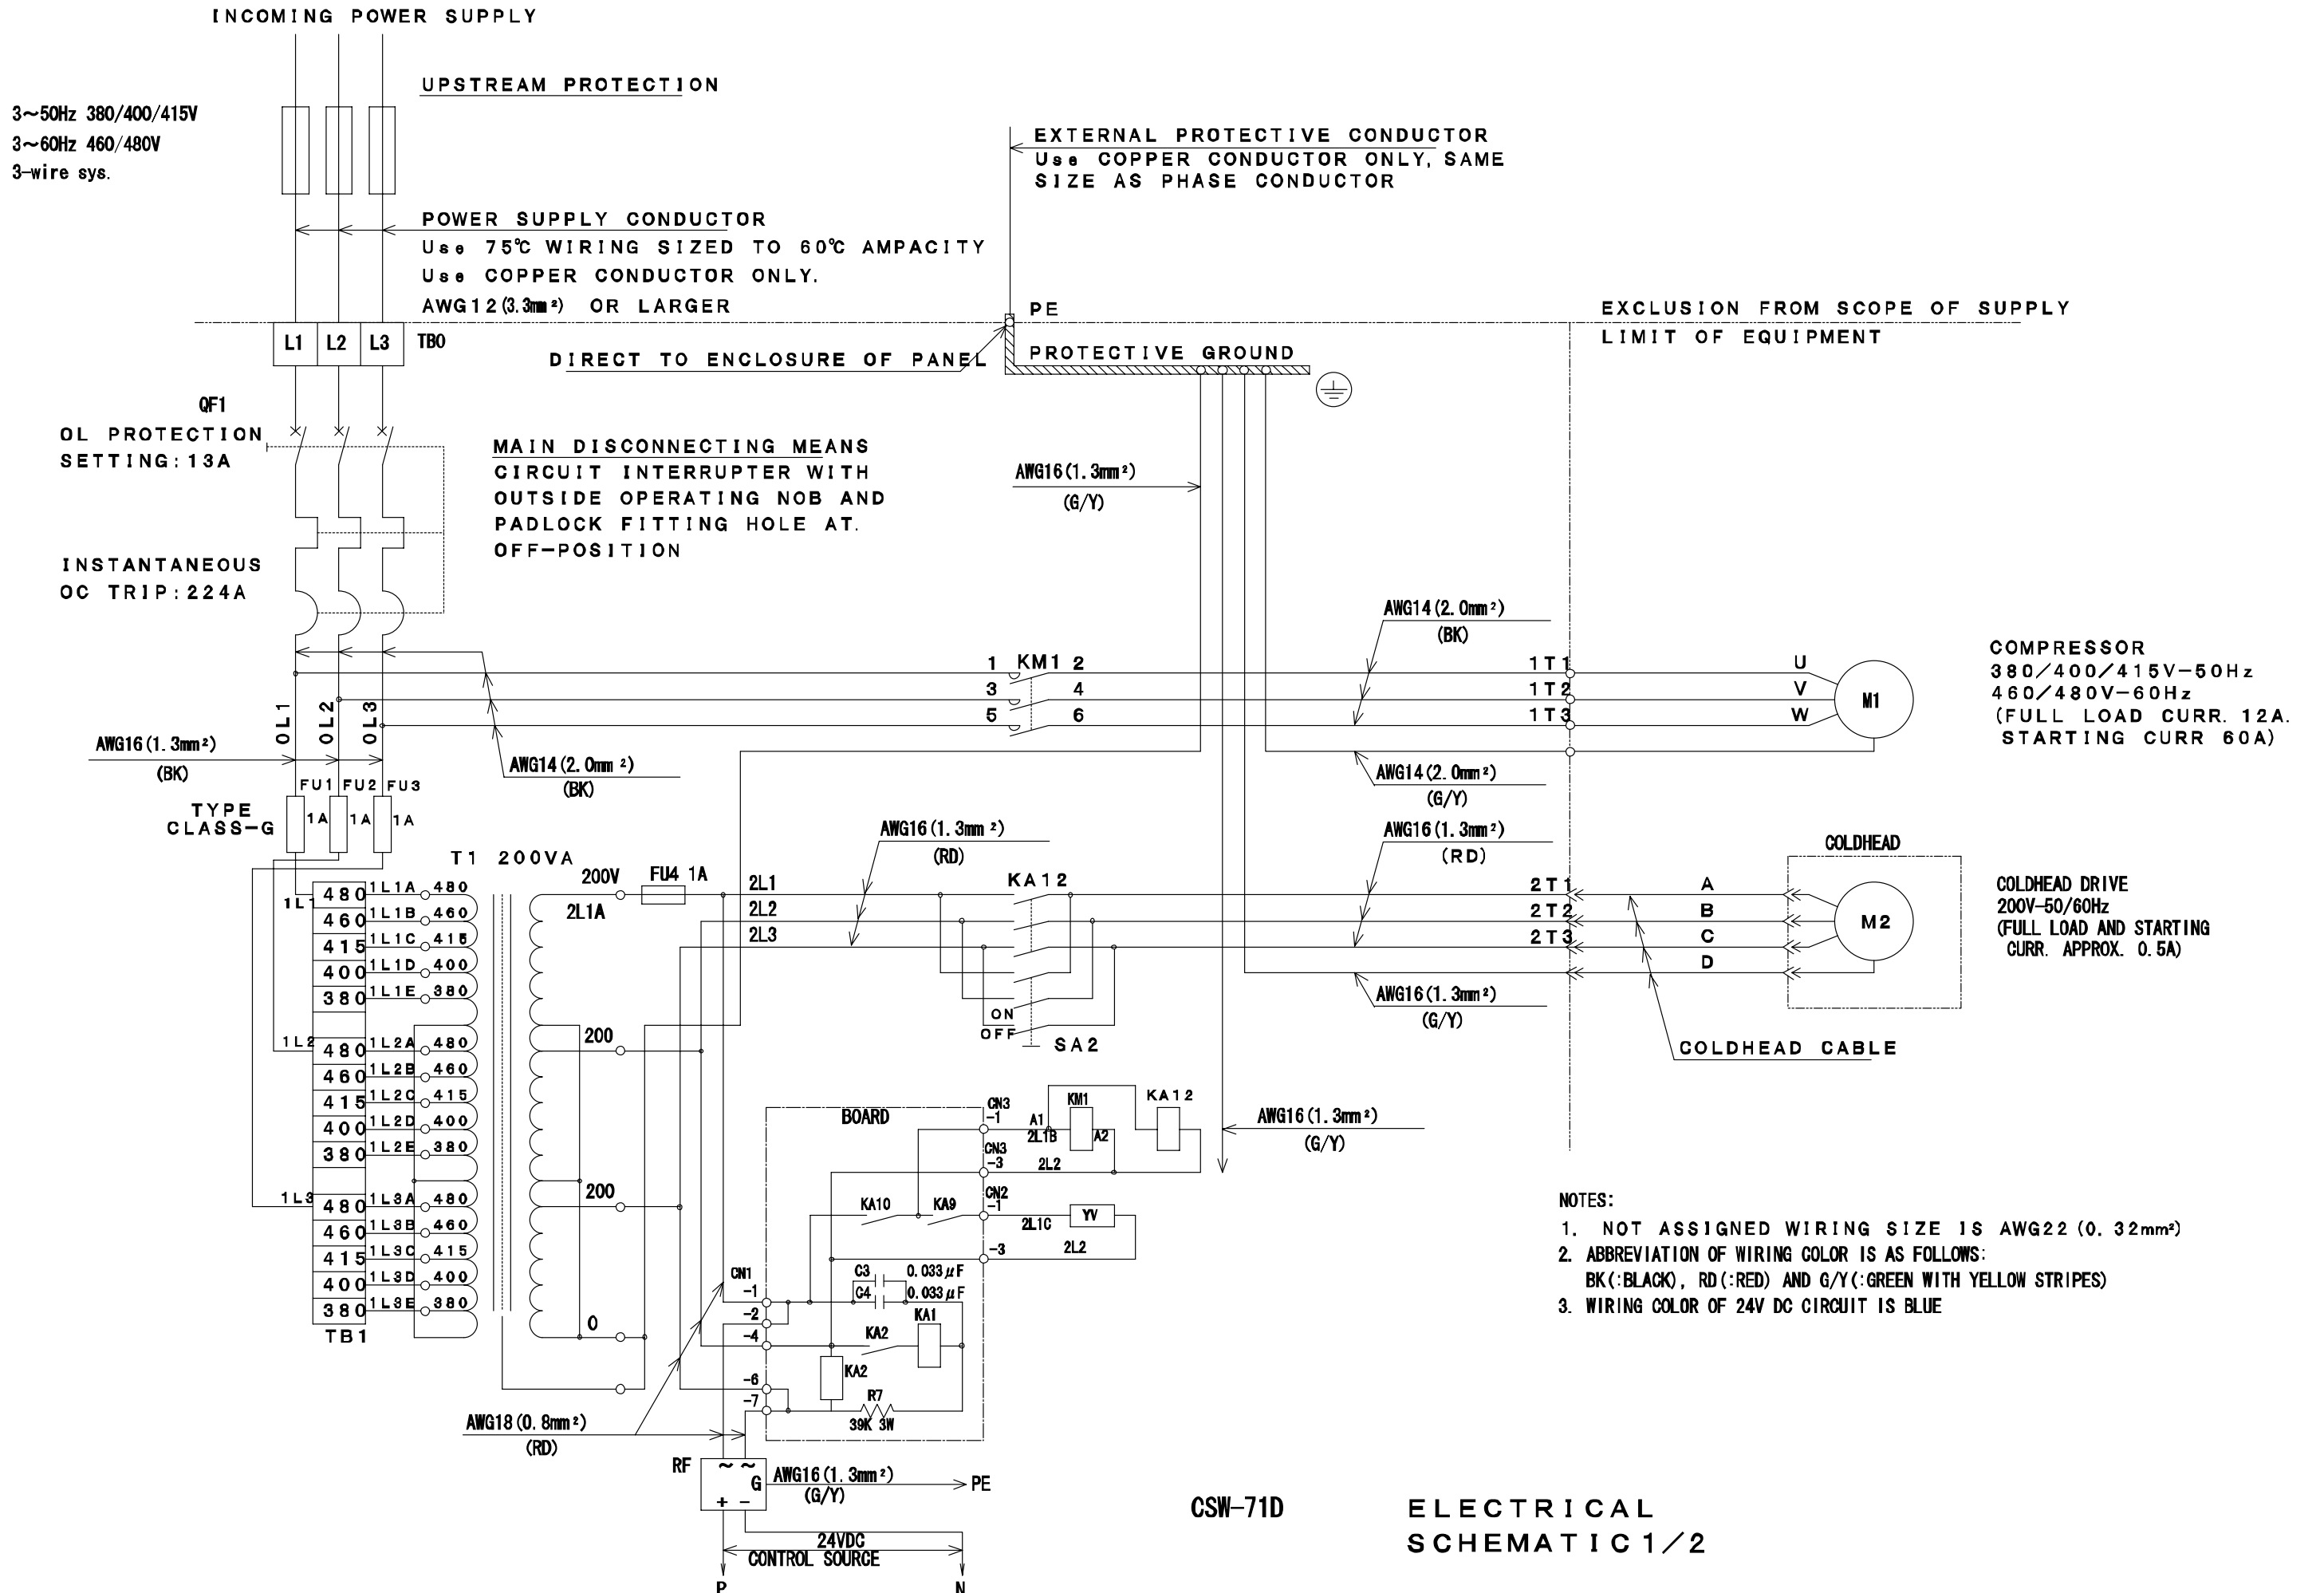 INCOMING POWER SUPPLY
UPSTREAM PROTECTION
3~50Hz 380/400/415V
3~60Hz 460/480V
3-wire sys.
EXTERNAL PROTECTIVE CONDUCTOR
Use COPPER CONDUCTOR ONLY, SAME
SIZE AS PHASE CONDUCTOR
POWER SUPPLY CONDUCTOR
Use 75℃ WIRING SIZED TO 60℃ AMPACITY
Use COPPER CONDUCTOR ONLY.
AWG12(3.3mm²) OR LARGER
PE
EXCLUSION FROM SCOPE OF SUPPLY
LIMIT OF EQUIPMENT
L1 L2 L3 TB0
DIRECT TO ENCLOSURE OF PANEL
PROTECTIVE GROUND
QF1
OL PROTECTION
SETTING:13A
MAIN DISCONNECTING MEANS
CIRCUIT INTERRUPTER WITH
OUTSIDE OPERATING NOB AND
PADLOCK FITTING HOLE AT.
OFF-POSITION
AWG16(1.3mm²)
(G/Y)
INSTANTANEOUS
OC TRIP:224A
AWG14(2.0mm²)
(BK)
1 KM1 2
3 4
5 6
1T1
1T2
1T3
U
V
W
M1
COMPRESSOR
380/400/415V-50Hz
460/480V-60Hz
(FULL LOAD CURR. 12A.
STARTING CURR 60A)
0L1
0L2
0L3
AWG16(1.3mm²)
(BK)
AWG14(2.0mm²)
(BK)
AWG14(2.0mm²)
(G/Y)
FU1 FU2 FU3
1A 1A 1A
TYPE
CLASS-G
T1 200VA
200V
FU4 1A
2L1A
AWG16(1.3mm²)
(RD)
AWG16(1.3mm²)
(RD)
2L1
2L2
2L3
KA12
2T1
2T2
2T3
A
B
C
D
COLDHEAD
M2
COLDHEAD DRIVE
200V-50/60Hz
(FULL LOAD AND STARTING
CURR. APPROX. 0.5A)
AWG16(1.3mm²)
(G/Y)
ON
OFF
SA2
COLDHEAD CABLE
1L1
480 1L1A 480
460 1L1B 460
415 1L1C 415
400 1L1D 400
380 1L1E 380
1L2
480 1L2A 480
460 1L2B 460
415 1L2C 415
400 1L2D 400
380 1L2E 380
1L3
480 1L3A 480
460 1L3B 460
415 1L3C 415
400 1L3D 400
380 1L3E 380
TB1
200
200
0
BOARD
CN3
-1
A1
2L1B
KM1
A2
KA12
CN3
-3
2L2
AWG16(1.3mm²)
(G/Y)
KA10
KA9
CN2
-1
2L1C
YV
-3
2L2
CN1
-1
-2
-4
-6
-7
C3 0.033μF
C4 0.033μF
KA1
KA2
KA2
R7
39K 3W
AWG18(0.8mm²)
(RD)
RF
~ ~
G
+ -
AWG16(1.3mm²)
(G/Y)
PE
24VDC
CONTROL SOURCE
P N
NOTES:
1. NOT ASSIGNED WIRING SIZE IS AWG22(0.32mm²)
2. ABBREVIATION OF WIRING COLOR IS AS FOLLOWS:
BK(:BLACK), RD(:RED) AND G/Y(:GREEN WITH YELLOW STRIPES)
3. WIRING COLOR OF 24V DC CIRCUIT IS BLUE
CSW-71D
ELECTRICAL
SCHEMATIC1/2